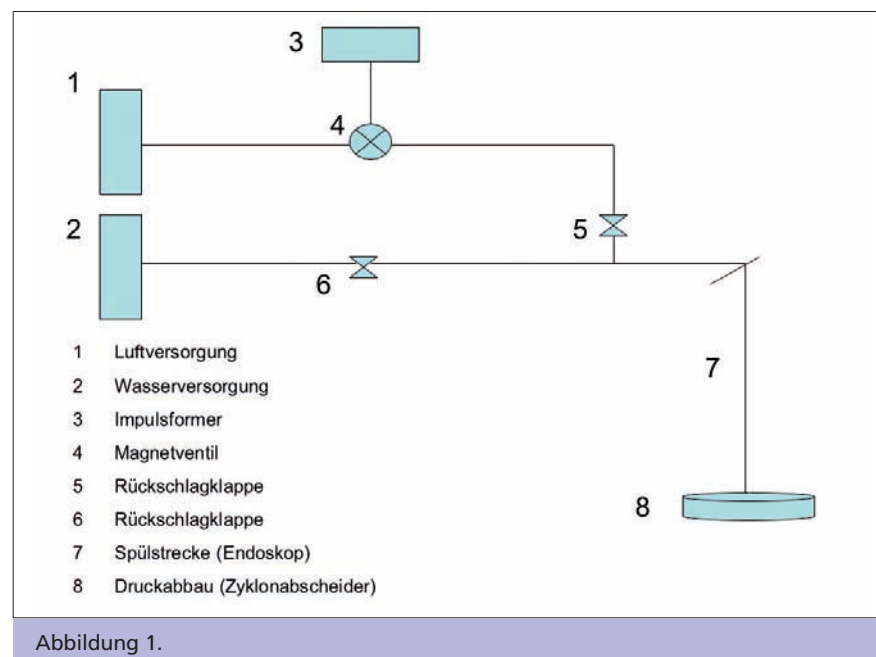 3
1
4
2
5
6
7
8
1 Luftversorgung
2 Wasserversorgung
3 Impulsformer
4 Magnetventil
5 Rückschlagklappe
6 Rückschlagklappe
7 Spülstrecke (Endoskop)
8 Druckabbau (Zyklonabscheider)
Abbildung 1.